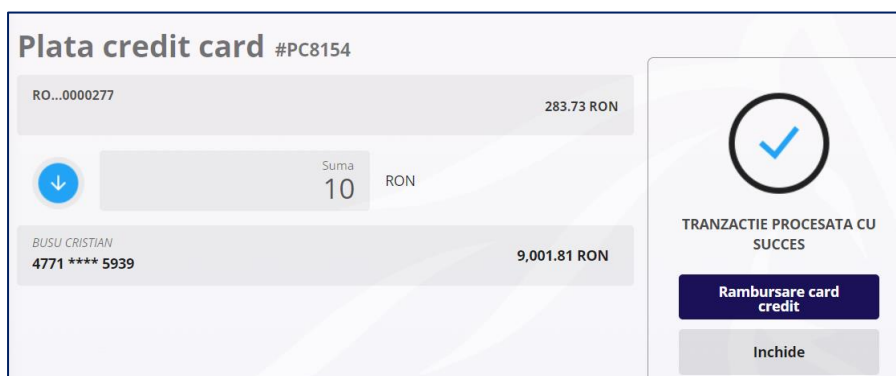 Plata credit card #PC8154
RO...0000277
283.73 RON
Suma
10 RON
BUSU CRISTIAN
4771 **** 5939
9,001.81 RON
TRANZACTIE PROCESATA CU
SUCCES
Rambursare card
credit
Inchide